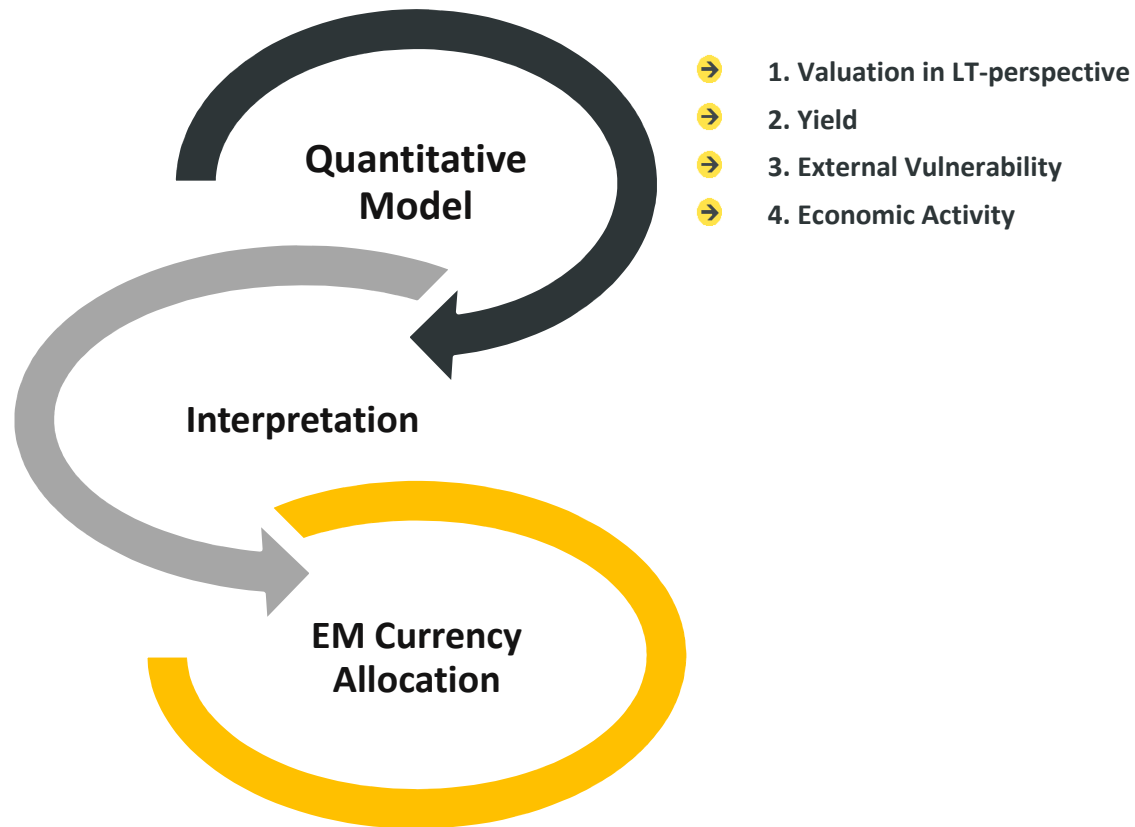 Quantitative
Model
1. Valuation in LT-perspective
2. Yield
3. External Vulnerability
4. Economic Activity
Interpretation
EM Currency
Allocation